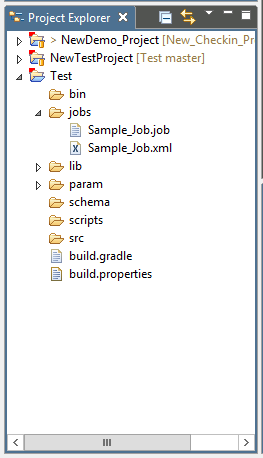 Project Explorer
> NewDemo_Project [New_Checkin_Pr
NewTestProject [Test master]
Test
bin
jobs
Sample_Job.job
Sample_Job.xml
lib
param
schema
scripts
src
build.gradle
build.properties